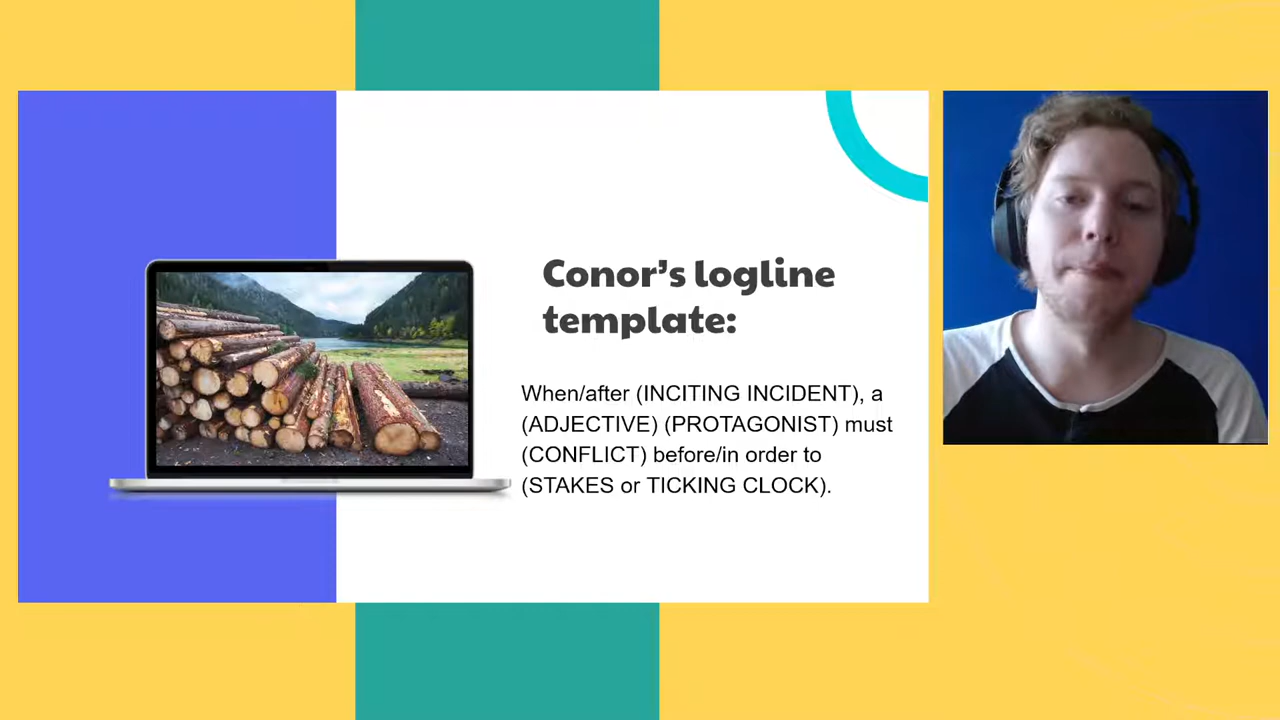 Conor’s logline
template:
When/after (INCITING INCIDENT), a
(ADJECTIVE) (PROTAGONIST) must
(CONFLICT) before/in order to
(STAKES or TICKING CLOCK).